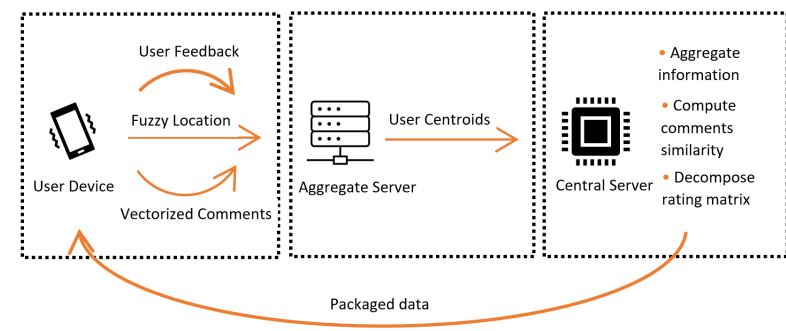 User Feedback
Fuzzy Location
User Device
Vectorized Comments
User Centroids
Aggregate Server
Central Server
• Aggregate
information
• Compute
comments
similarity
• Decompose
rating matrix
Packaged data